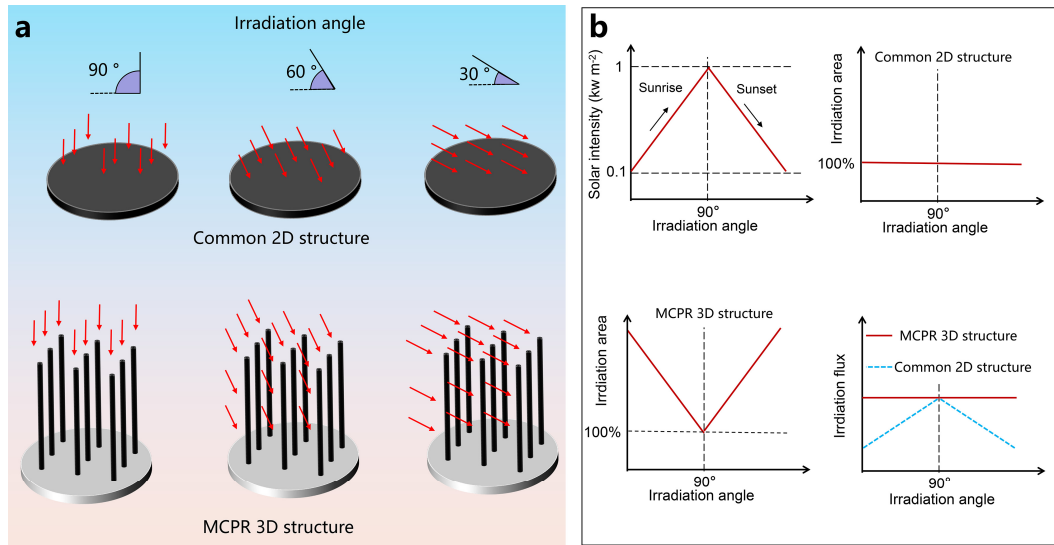 a
Irradiation angle
90 °
60 °
30 °
Common 2D structure
MCPR 3D structure
b
Solar intensity (kw m-2)
1
0.1
Sunrise
Sunset
90°
Irradiation angle
Irrdiation area
Common 2D structure
100%
90°
Irradiation angle
Irrdiation area
MCPR 3D structure
100%
90°
Irradiation angle
Irrdiation flux
MCPR 3D structure
Common 2D structure
90°
Irradiation angle